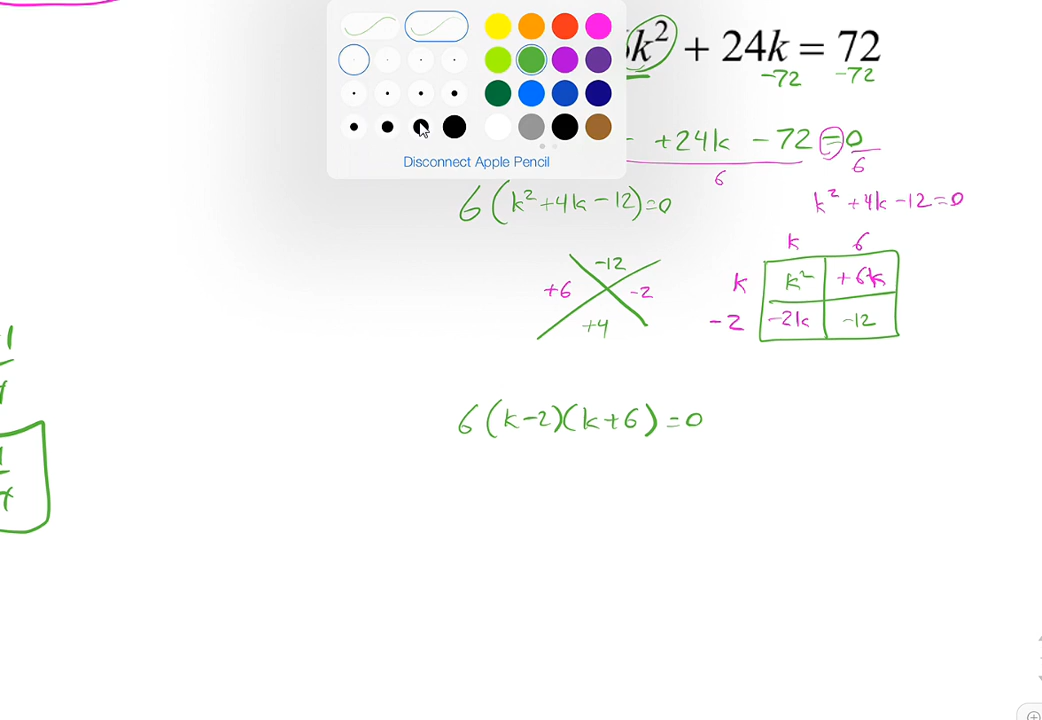 k² + 24k = 72
-72 -72
+24k - 72 = 0
6 6
6(k²+4k-12)=0
k²+4k-12=0
k 6
-12
+6 -2
+4
k k² +6k
-2 -2k -12
6(k-2)(k+6)=0
Disconnect Apple Pencil